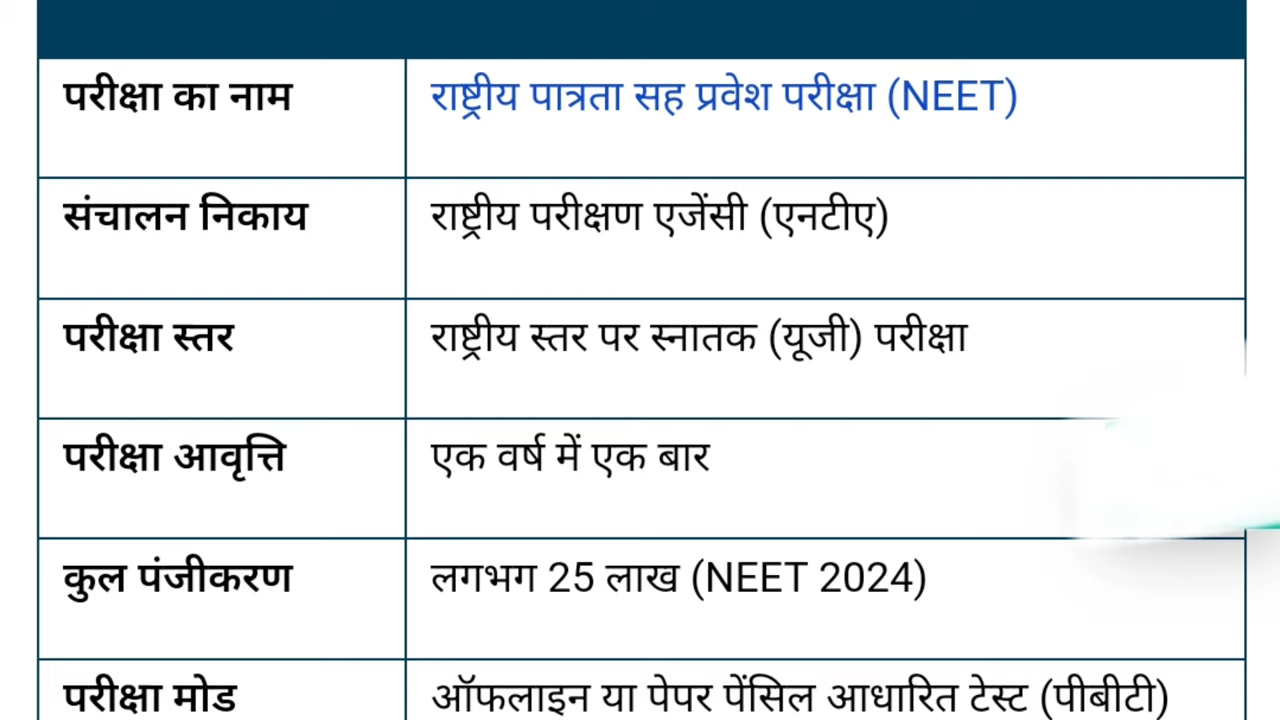 परीक्षा का नाम राष्ट्रीय पात्रता सह प्रवेश परीक्षा (NEET)
संचालन निकाय राष्ट्रीय परीक्षण एजेंसी (एनटीए)
परीक्षा स्तर राष्ट्रीय स्तर पर स्नातक (यूजी) परीक्षा
परीक्षा आवृत्ति एक वर्ष में एक बार
कुल पंजीकरण लगभग 25 लाख (NEET 2024)
परीक्षा मोड ऑफलाइन या पेपर पेंसिल आधारित टेस्ट (पीबीटी)